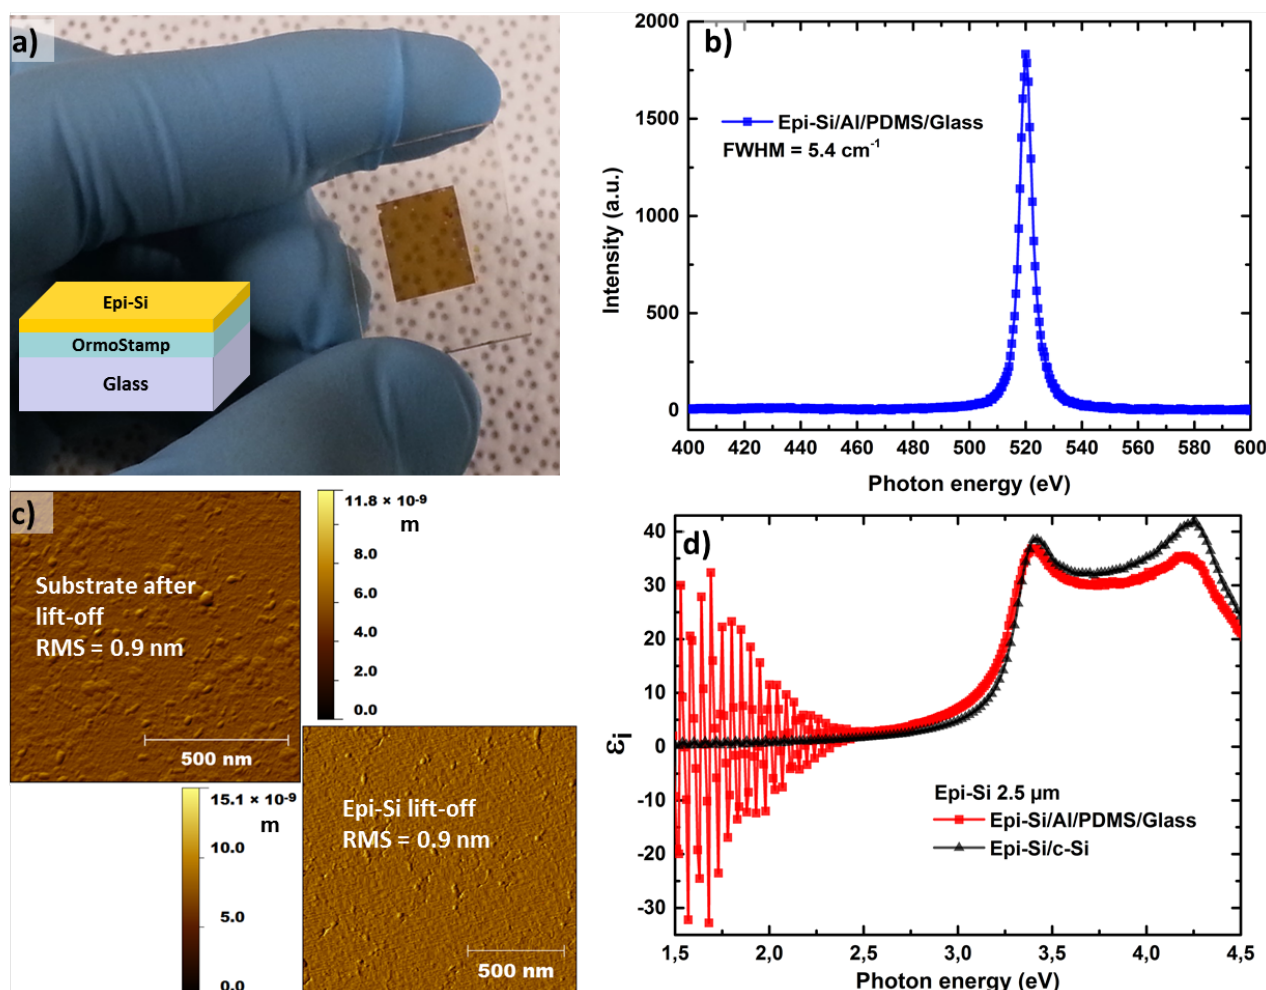 a)
Epi-Si
OrmoStamp
Glass
b)
2000
1500
1000
500
0
Intensity (a.u.)
Epi-Si/Al/PDMS/Glass
FWHM = 5.4 cm⁻¹
400 420 440 460 480 500 520 540 560 580 600
Photon energy (eV)
c)
Substrate after
lift-off
RMS = 0.9 nm
500 nm
11.8 × 10⁻⁹
m
8.0
6.0
4.0
2.0
0.0
15.1 × 10⁻⁹
m
10.0
5.0
0.0
Epi-Si lift-off
RMS = 0.9 nm
500 nm
d)
40
30
20
10
0
-10
-20
-30
εi
Epi-Si 2.5 µm
Epi-Si/Al/PDMS/Glass
Epi-Si/c-Si
1,5 2,0 2,5 3,0 3,5 4,0 4,5
Photon energy (eV)